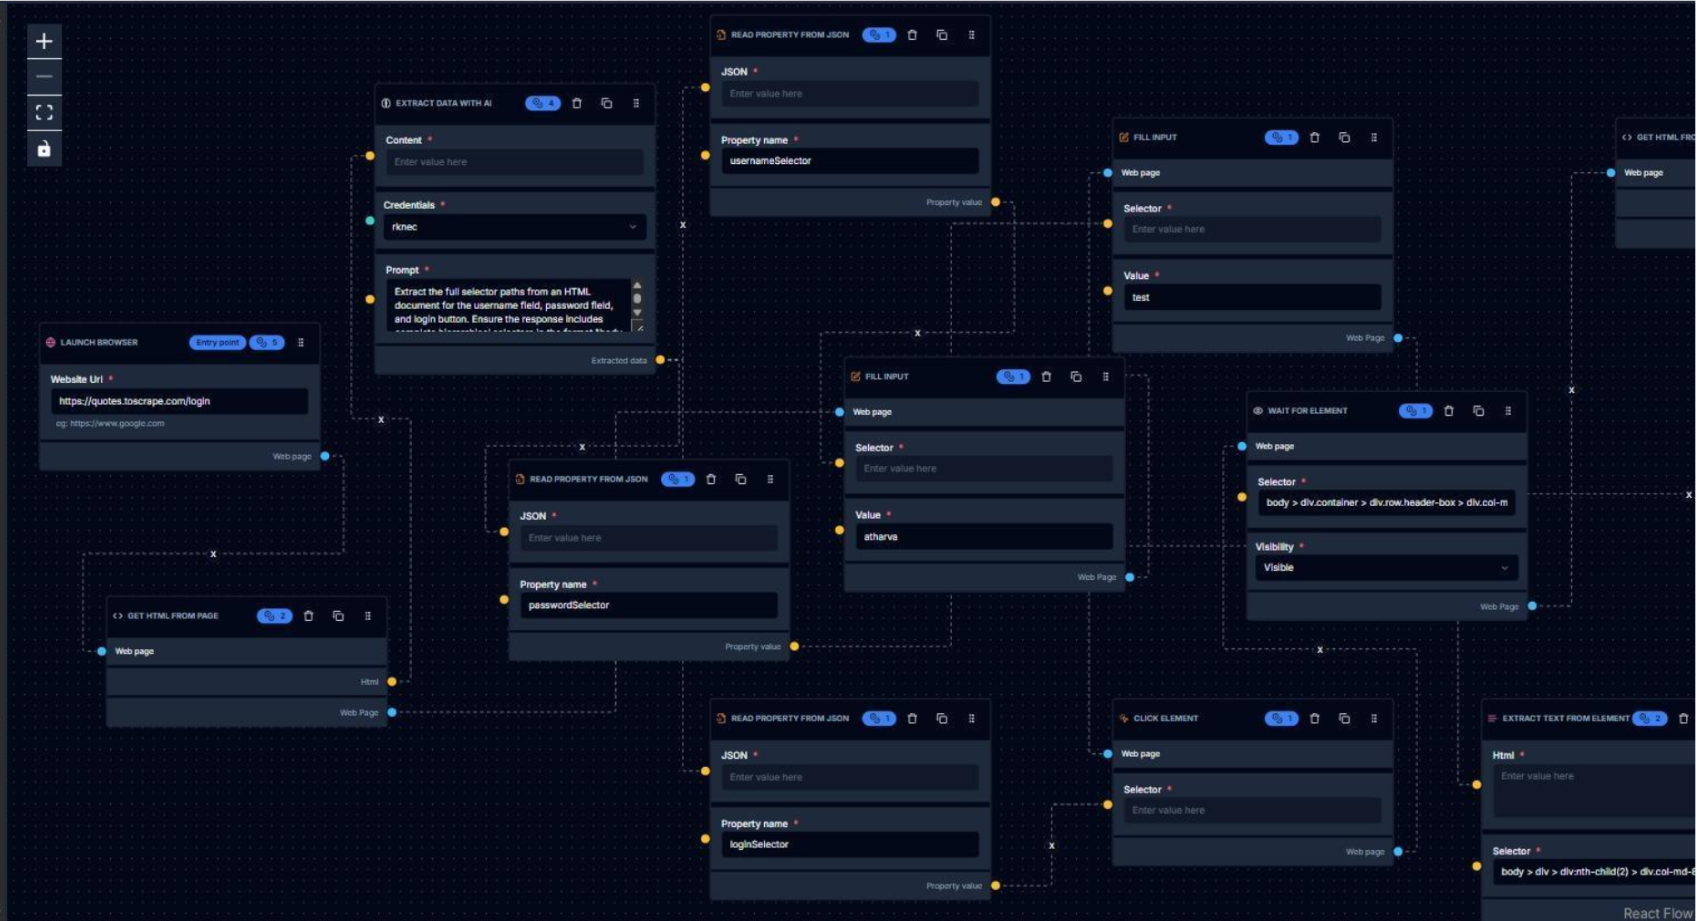 READ PROPERTY FROM JSON 1
JSON *
Enter value here
Property name *
usernameSelector
Property value
EXTRACT DATA WITH AI 4
Content *
Enter value here
Credentials *
rknec
Prompt *
Extract the full selector paths from an HTML
document for the username field, password field,
and login button. Ensure the response includes
Extracted data
FILL INPUT 1
Web page
Selector *
Enter value here
Value *
test
Web Page
GET HTML FRO
Web page
LAUNCH BROWSER Entry point 5
Website Url *
https://quotes.toscrape.com/login
eg: https://www.google.com
Web page
FILL INPUT 1
Web page
Selector *
Enter value here
Value *
atharva
Web Page
WAIT FOR ELEMENT 1
Web page
Selector *
body > div.container > div.row.header-box > div.col-m
Visibility *
Visible
Web Page
READ PROPERTY FROM JSON 1
JSON *
Enter value here
Property name *
passwordSelector
Property value
GET HTML FROM PAGE 2
Web page
Html
Web Page
READ PROPERTY FROM JSON 1
JSON *
Enter value here
Property name *
loginSelector
Property value
CLICK ELEMENT 1
Web page
Selector *
Enter value here
Web page
EXTRACT TEXT FROM ELEMENT 2
Html *
Enter value here
Selector *
body > div > div:nth-child(2) > div.col-md-8
React Flow
x
x
x
x
x
x
x
x
x